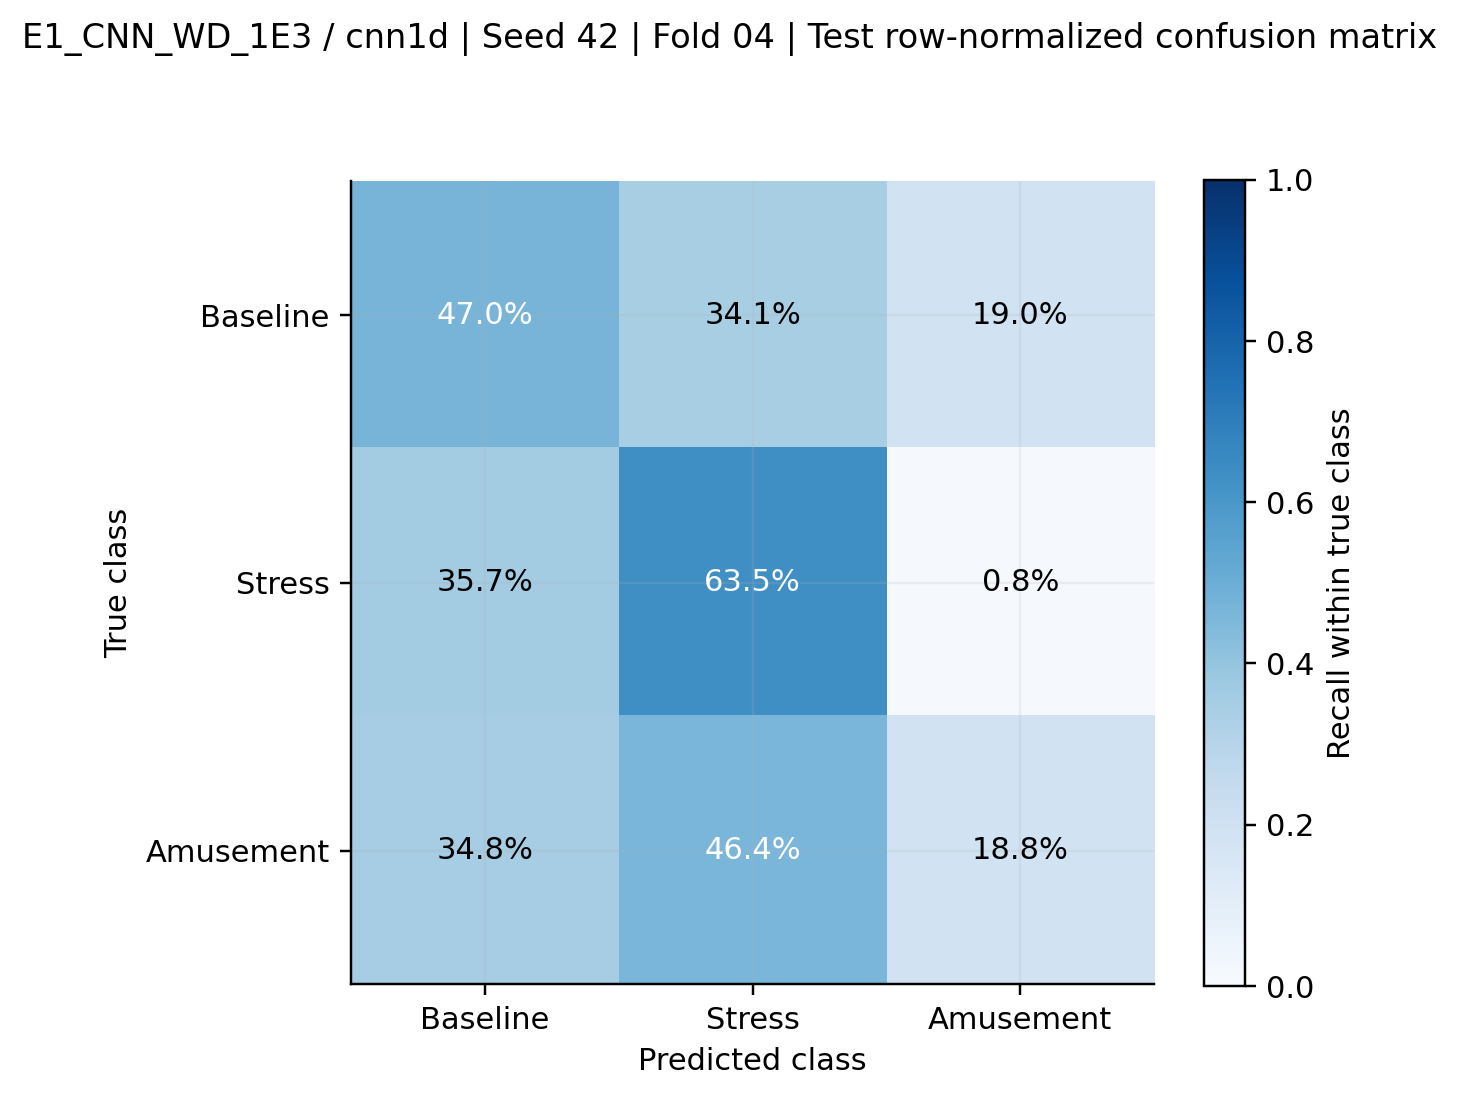 E1_CNN_WD_1E3 / cnn1d | Seed 42 | Fold 04 | Test row-normalized confusion matrix
True class
Baseline 47.0% 34.1% 19.0%
Stress 35.7% 63.5% 0.8%
Amusement 34.8% 46.4% 18.8%
Baseline Stress Amusement
Predicted class
1.0
0.8
0.6
0.4
0.2
0.0
Recall within true class